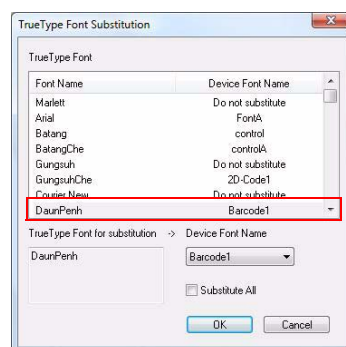 TrueType Font Substitution
TrueType Font
Font Name Device Font Name
Marlett Do not substitute
Arial FontA
Batang control
BatangChe controlA
Gungsuh Do not substitute
GungsuhChe 2D-Code1
Courier New Do not substitute
DaunPenh Barcode1
TrueType Font for substitution -> Device Font Name
DaunPenh Barcode1
Substitute All
OK Cancel